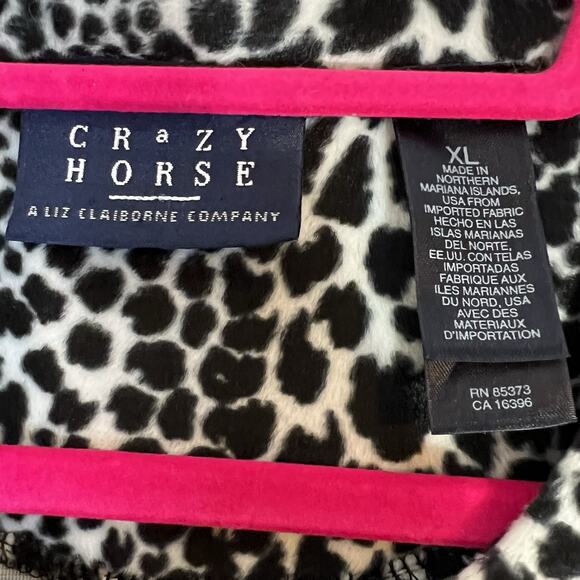 CRaZY
HORSE
A LIZ CLAIBORNE COMPANY
XL
MADE IN
NORTHERN
MARIANA ISLANDS,
USA FROM
IMPORTED FABRIC
HECHO EN LAS
ISLAS MARIANAS
DEL NORTE,
EE.UU. CON TELAS
IMPORTADAS
FABRIQUE AUX
ILES MARIANNES
DU NORD, USA
AVEC DES
MATERIAUX
D'IMPORTATION
RN 85373
CA 16396